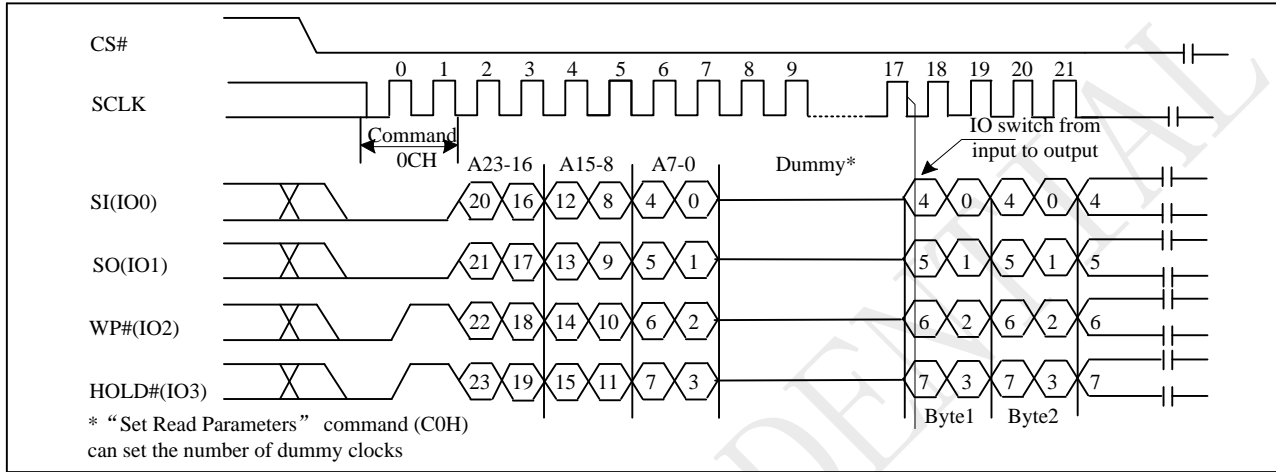 CS#
0 1 2 3 4 5 6 7 8 9 17 18 19 20 21
SCLK
Command
0CH
IO switch from
input to output
A23-16 A15-8 A7-0 Dummy*
SI(IO0) 20 16 12 8 4 0 4 0 4 0 4
SO(IO1) 21 17 13 9 5 1 5 1 5 1 5
WP#(IO2) 22 18 14 10 6 2 6 2 6 2 6
HOLD#(IO3) 23 19 15 11 7 3 7 3 7 3 7
Byte1 Byte2
* “Set Read Parameters” command (C0H)
can set the number of dummy clocks
DENTIAL